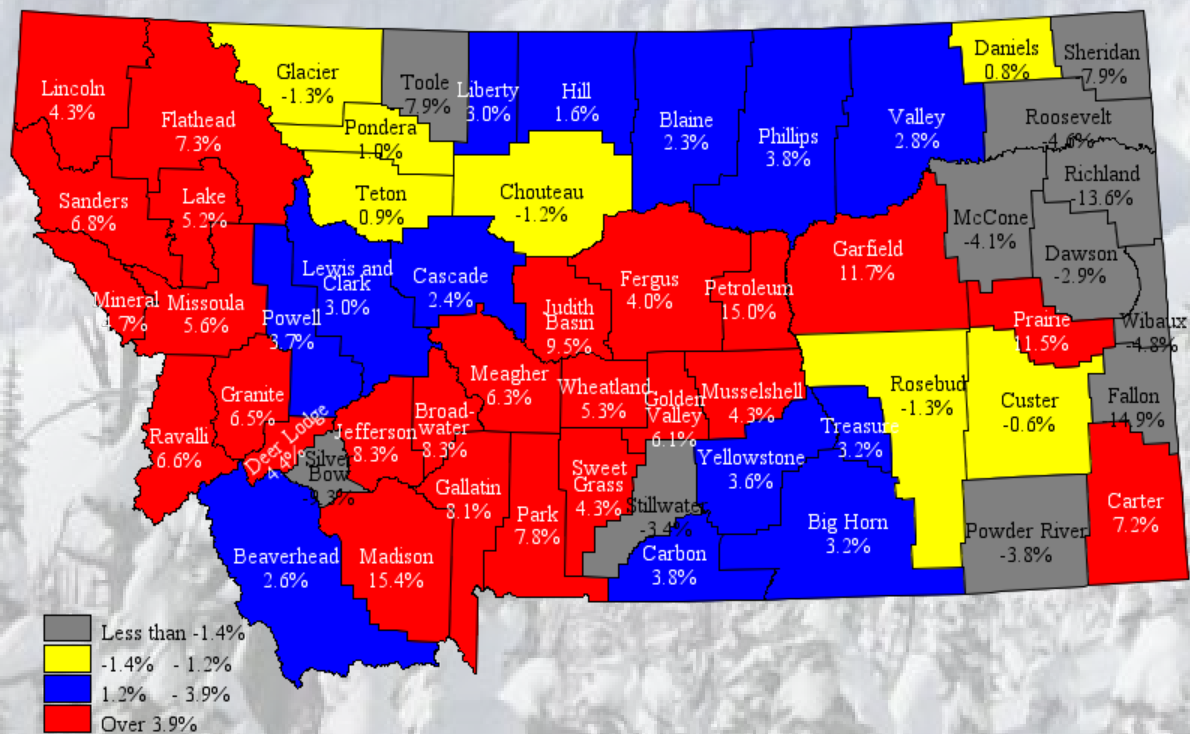 Lincoln
4.3%
Flathead
7.3%
Glacier
-1.3%
Toole
7.9%
Liberty
3.0%
Hill
1.6%
Blaine
2.3%
Phillips
3.8%
Valley
2.8%
Daniels
0.8%
Sheridan
7.9%
Roosevelt
-4.6%
Pondera
1.0%
Teton
0.9%
Chouteau
-1.2%
Sanders
6.8%
Lake
5.2%
Richland
-13.6%
McCone
-4.1%
Dawson
-2.9%
Garfield
11.7%
Lewis and
Clark
3.0%
Cascade
2.4%
Fergus
4.0%
Petroleum
15.0%
Judith
Basin
9.5%
Mineral
Missoula
5.6%
Powell
3.7%
Prairie
11.5%
Wibaux
-4.8%
Granite
6.5%
Meagher
6.3%
Wheatland
5.3%
Golden
Valley
6.1%
Musselshell
4.3%
Rosebud
-1.3%
Custer
-0.6%
Fallon
14.9%
Ravalli
6.6%
Deer Lodge
4.4%
Silver
Bow
Jefferson
8.3%
Broad-
water
8.3%
Treasure
3.2%
Yellowstone
3.6%
Gallatin
8.1%
Park
7.8%
Sweet
Grass
4.3%
Stillwater
-3.4%
Carbon
3.8%
Big Horn
3.2%
Powder River
-3.8%
Carter
7.2%
Beaverhead
2.6%
Madison
15.4%
Less than -1.4%
-1.4% - 1.2%
1.2% - 3.9%
Over 3.9%